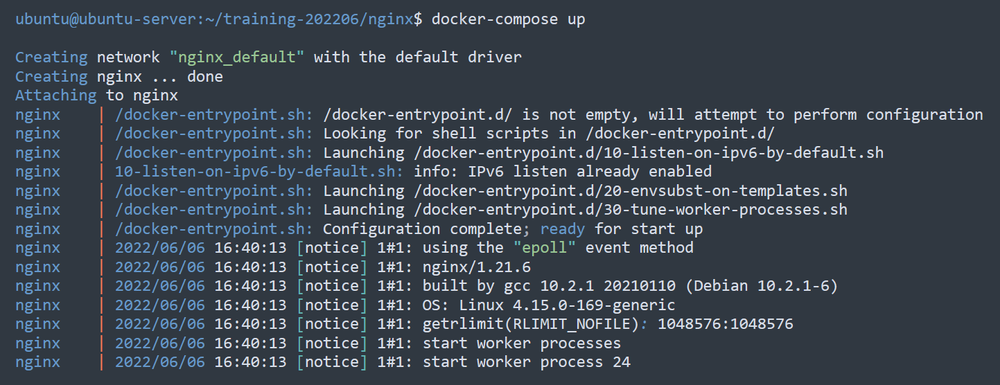 ubuntu@ubuntu-server:~/training-202206/nginx$ docker-compose up
Creating network "nginx_default" with the default driver
Creating nginx ... done
Attaching to nginx
nginx    | /docker-entrypoint.sh: /docker-entrypoint.d/ is not empty, will attempt to perform configuration
nginx    | /docker-entrypoint.sh: Looking for shell scripts in /docker-entrypoint.d/
nginx    | /docker-entrypoint.sh: Launching /docker-entrypoint.d/10-listen-on-ipv6-by-default.sh
nginx    | 10-listen-on-ipv6-by-default.sh: info: IPv6 listen already enabled
nginx    | /docker-entrypoint.sh: Launching /docker-entrypoint.d/20-envsubst-on-templates.sh
nginx    | /docker-entrypoint.sh: Launching /docker-entrypoint.d/30-tune-worker-processes.sh
nginx    | /docker-entrypoint.sh: Configuration complete; ready for start up
nginx    | 2022/06/06 16:40:13 [notice] 1#1: using the "epoll" event method
nginx    | 2022/06/06 16:40:13 [notice] 1#1: nginx/1.21.6
nginx    | 2022/06/06 16:40:13 [notice] 1#1: built by gcc 10.2.1 20210110 (Debian 10.2.1-6)
nginx    | 2022/06/06 16:40:13 [notice] 1#1: OS: Linux 4.15.0-169-generic
nginx    | 2022/06/06 16:40:13 [notice] 1#1: getrlimit(RLIMIT_NOFILE): 1048576:1048576
nginx    | 2022/06/06 16:40:13 [notice] 1#1: start worker processes
nginx    | 2022/06/06 16:40:13 [notice] 1#1: start worker process 24